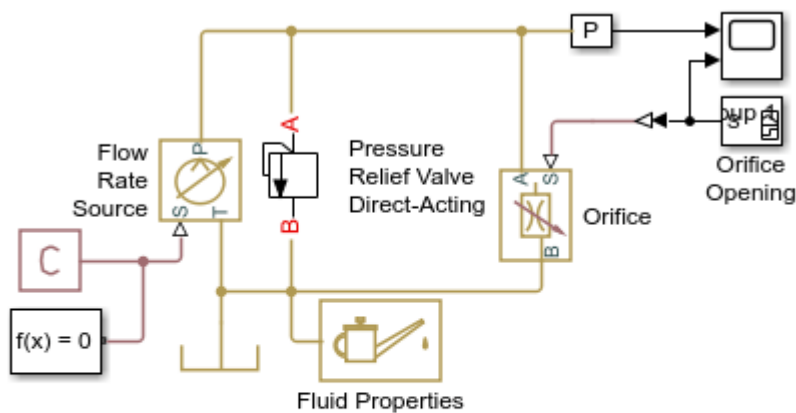 P
A
Flow
Rate
Source
P
S
T
Pressure
Relief Valve
Direct-Acting
B
A
S
B
Orifice
Orifice
Opening
C
f(x) = 0
Fluid Properties